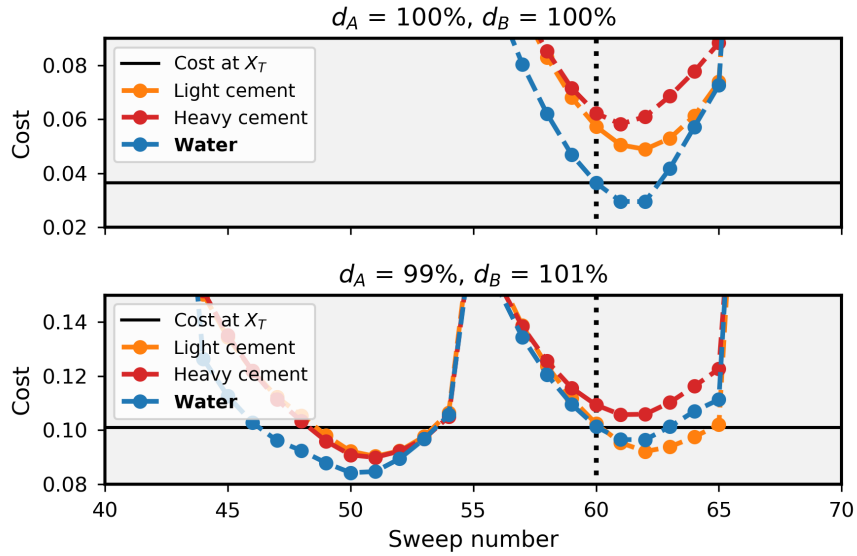 d_A = 100%, d_B = 100%
Cost
0.08
0.06
0.04
0.02
Cost at X_T
Light cement
Heavy cement
Water
d_A = 99%, d_B = 101%
Cost
0.14
0.12
0.10
0.08
Cost at X_T
Light cement
Heavy cement
Water
40
45
50
55
60
65
70
Sweep number